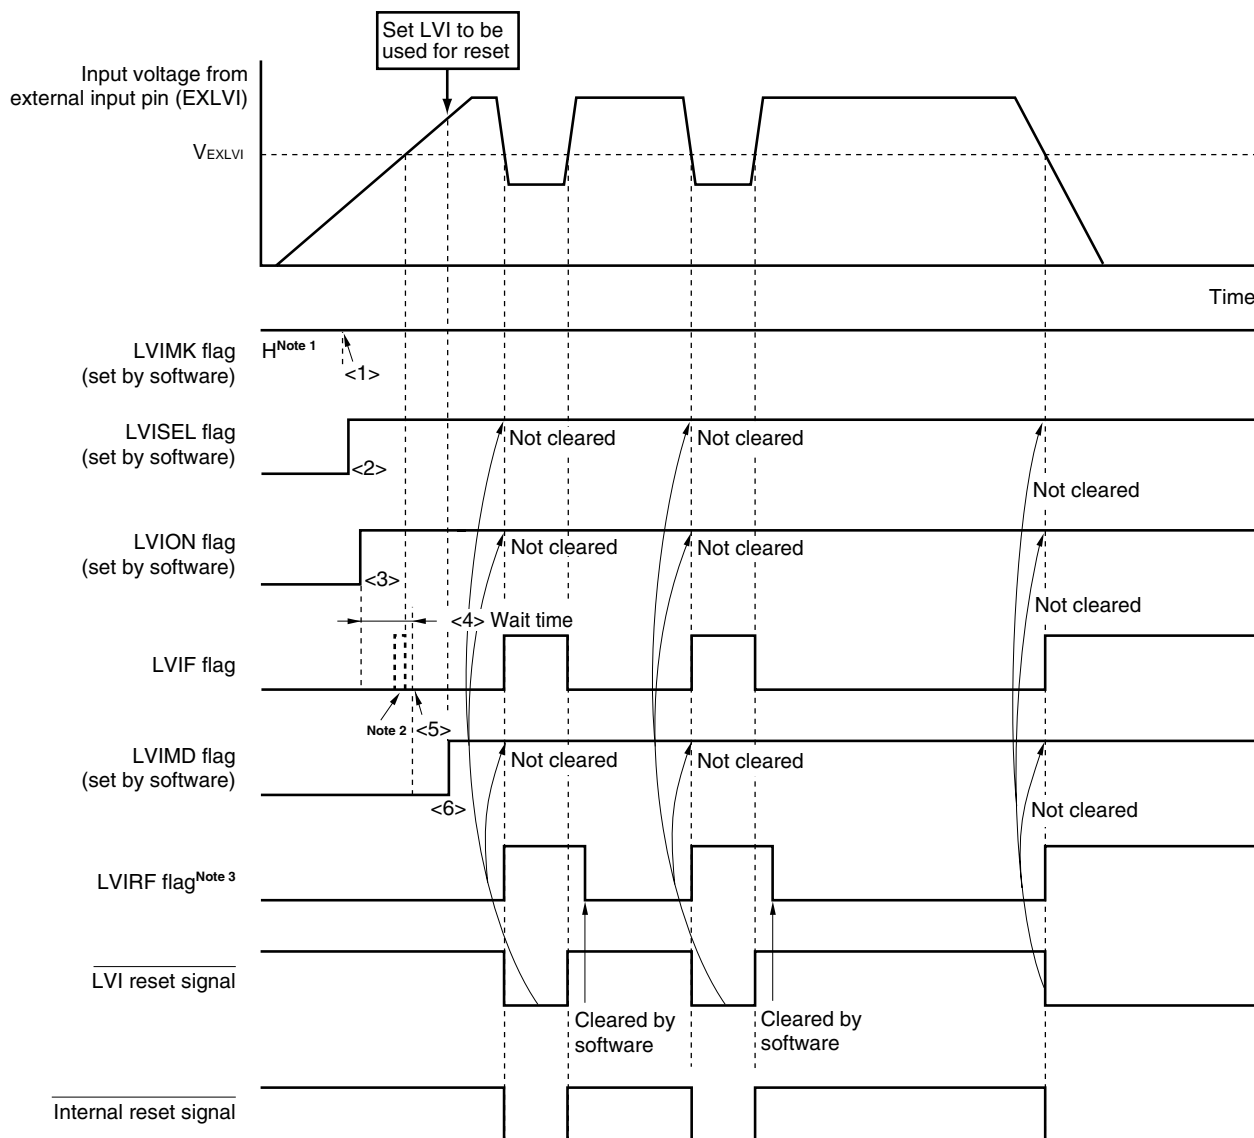 Set LVI to be
used for reset
Input voltage from
external input pin (EXLVI)
VEXLVI
Time
LVIMK flag
(set by software)
H Note 1
<1>
LVISEL flag
(set by software)
<2>
Not cleared
Not cleared
Not cleared
LVION flag
(set by software)
<3>
Not cleared
Not cleared
Not cleared
<4> Wait time
LVIF flag
Note 2
<5>
LVIMD flag
(set by software)
<6>
Not cleared
Not cleared
Not cleared
LVIRF flag Note 3
LVI reset signal
Cleared by
software
Cleared by
software
Internal reset signal